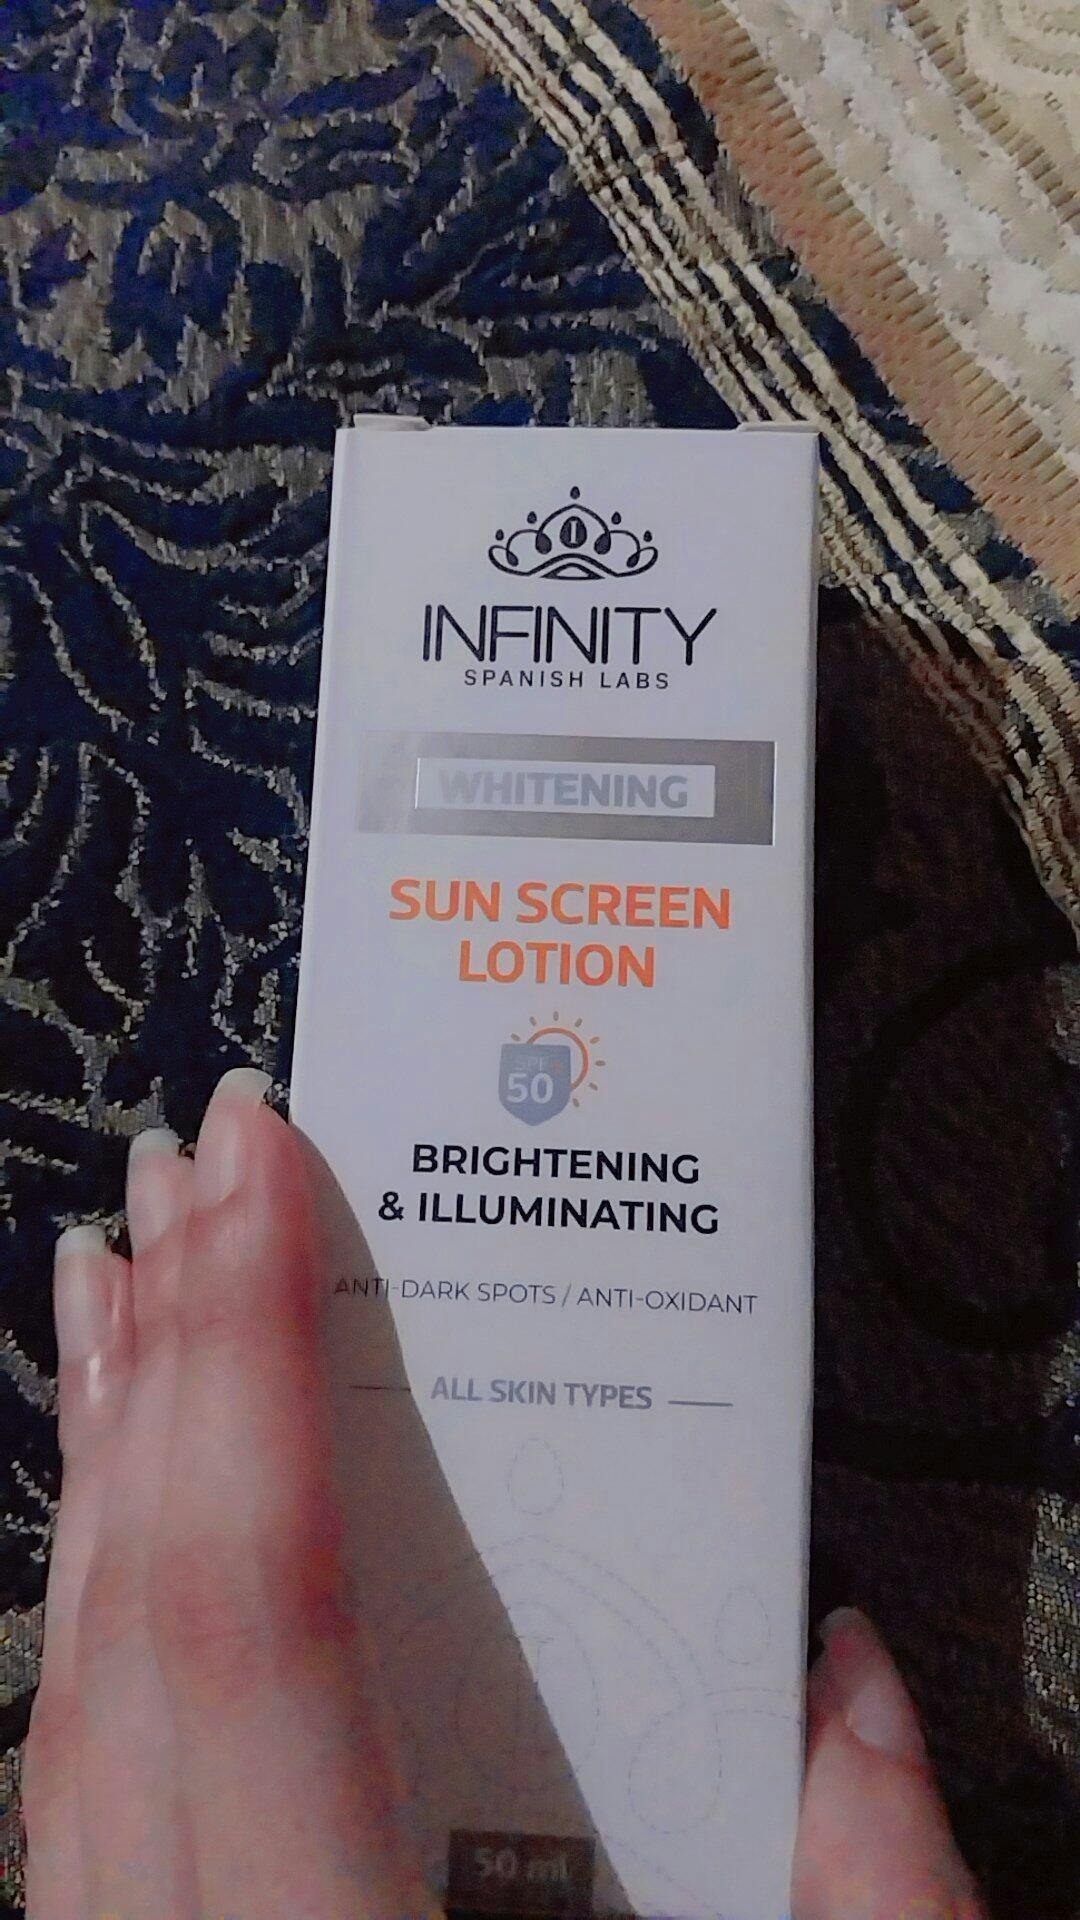 I
INFINITY
SPANISH LABS
WHITENING
SUN SCREEN
LOTION
SPF
50
BRIGHTENING
& ILLUMINATING
ANTI-DARK SPOTS / ANTI-OXIDANT
ALL SKIN TYPES
50 ml